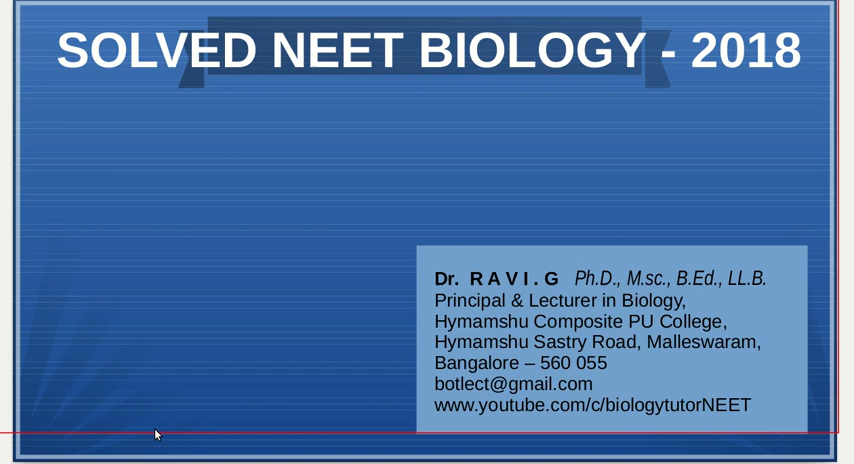 SOLVED NEET BIOLOGY - 2018
Dr. R A V I . G Ph.D., M.sc., B.Ed., LL.B.
Principal & Lecturer in Biology,
Hymamshu Composite PU College,
Hymamshu Sastry Road, Malleswaram,
Bangalore – 560 055
botlect@gmail.com
www.youtube.com/c/biologytutorNEET